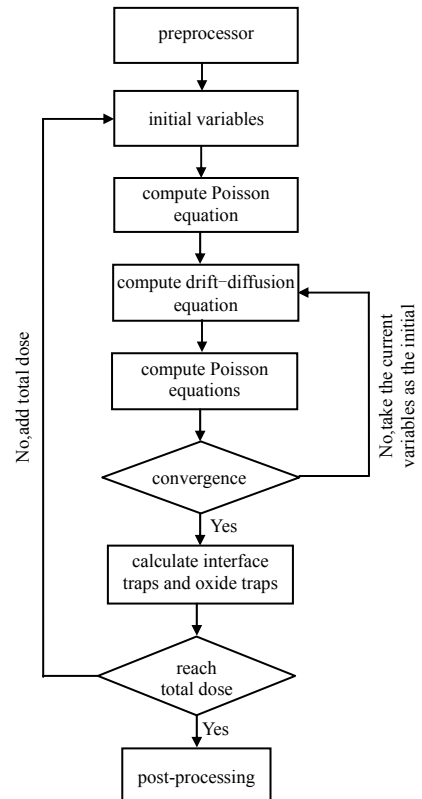 preprocessor
initial variables
compute Poisson
equation
compute drift−diffusion
equation
compute Poisson
equations
convergence
No,take the current
variables as the initial
Yes
calculate interface
traps and oxide traps
reach
total dose
No,add total dose
Yes
post-processing